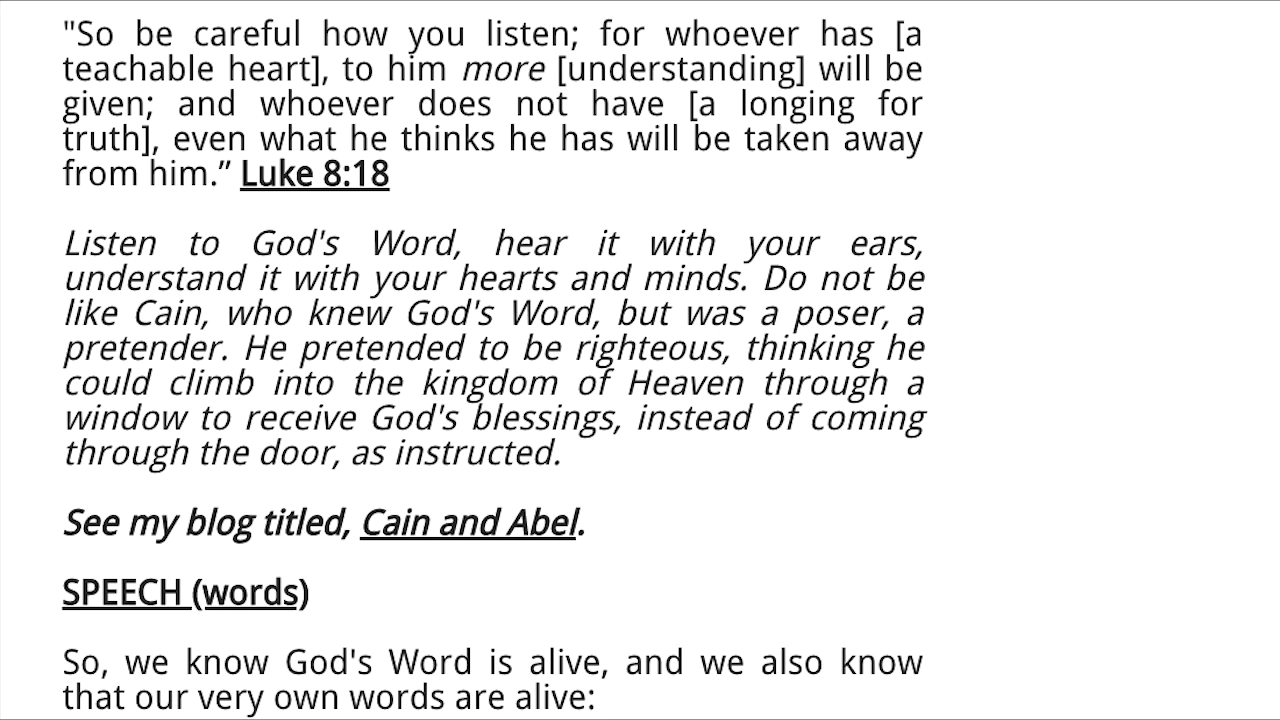 "So be careful how you listen; for whoever has [a
teachable heart], to him more [understanding] will be
given; and whoever does not have [a longing for
truth], even what he thinks he has will be taken away
from him.” Luke 8:18
Listen to God's Word, hear it with your ears,
understand it with your hearts and minds. Do not be
like Cain, who knew God's Word, but was a poser, a
pretender. He pretended to be righteous, thinking he
could climb into the kingdom of Heaven through a
window to receive God's blessings, instead of coming
through the door, as instructed.
See my blog titled, Cain and Abel.
SPEECH (words)
So, we know God's Word is alive, and we also know
that our very own words are alive: